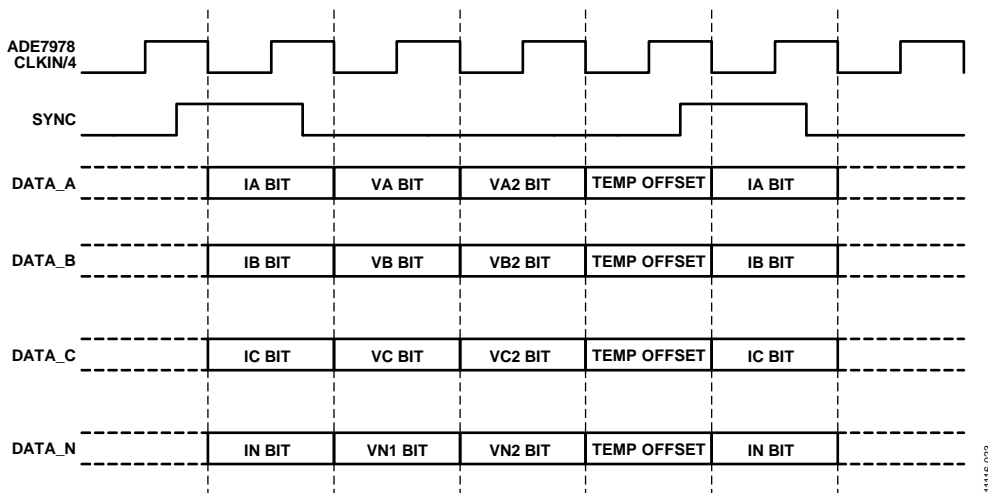 ADE7978
CLKIN/4
SYNC
DATA_A IA BIT VA BIT VA2 BIT TEMP OFFSET IA BIT
DATA_B IB BIT VB BIT VB2 BIT TEMP OFFSET IB BIT
DATA_C IC BIT VC BIT VC2 BIT TEMP OFFSET IC BIT
DATA_N IN BIT VN1 BIT VN2 BIT TEMP OFFSET IN BIT
11116-023